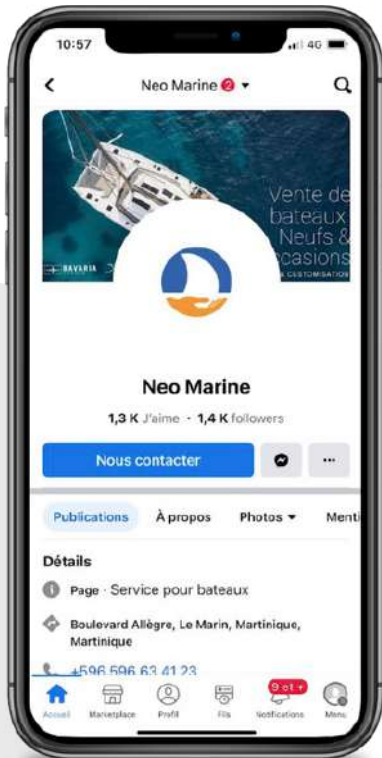 10:57
4G
Neo Marine 2
Vente de
bateaux
Neufs &
occasions
& CUSTOMISATION
BAVARIA
Neo Marine
1,3 K J'aime · 1,4 K followers
Nous contacter
Publications À propos Photos Menti
Détails
Page · Service pour bateaux
Boulevard Allègre, Le Marin, Martinique,
Martinique
+596 596 63 41 23
Accueil Marketplace Profil Fils 9 et + Notifications Menu